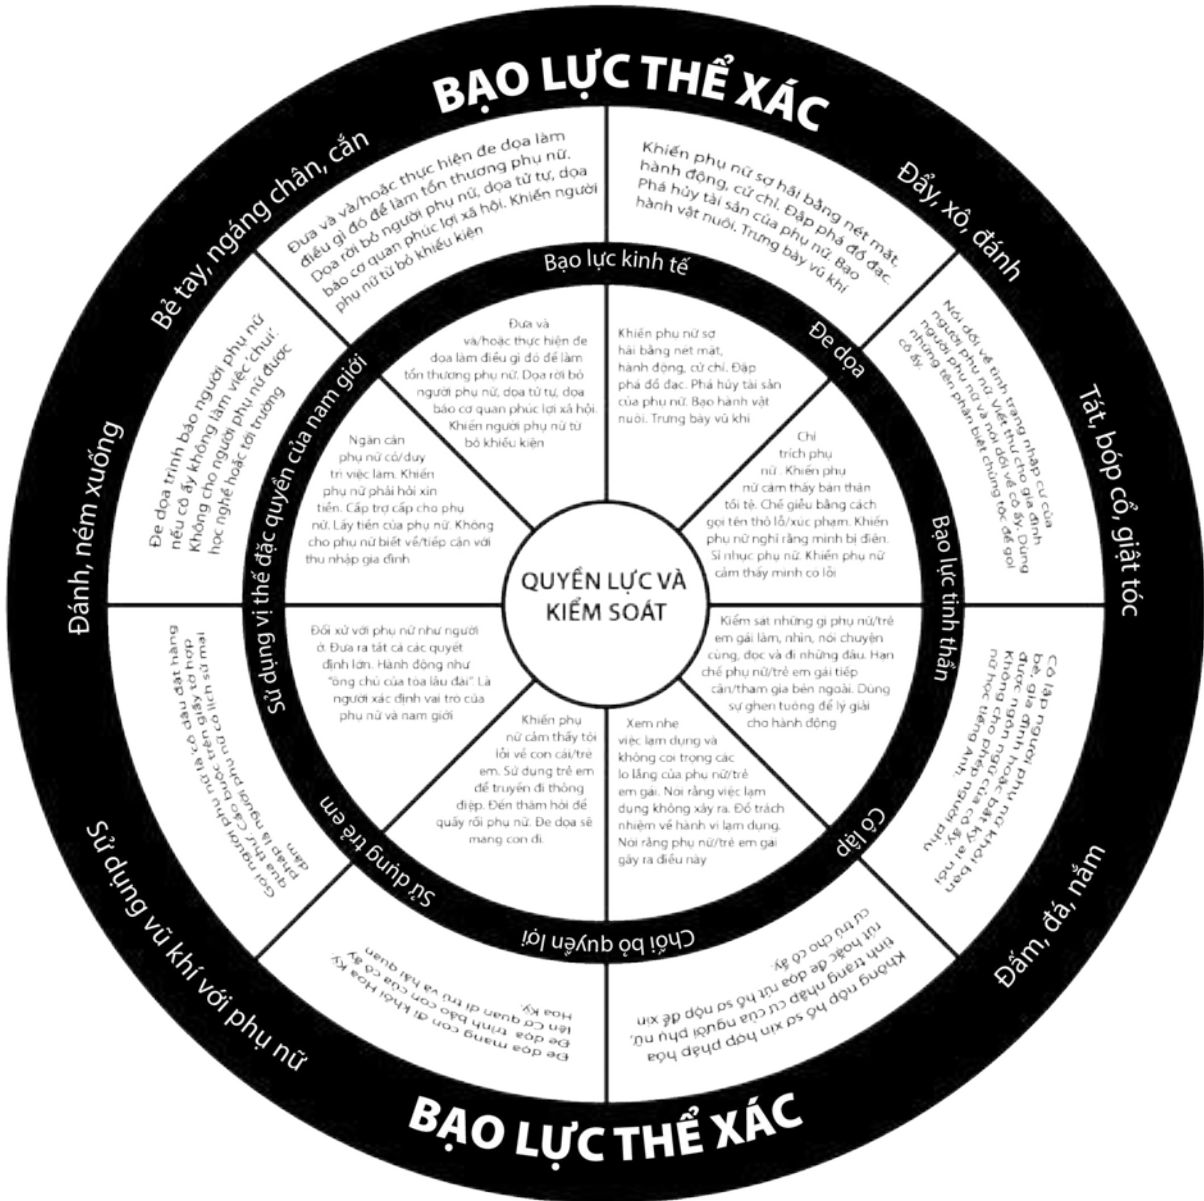 BẠO LỰC THỂ XÁC
Đẩy, xô, đánh
Tát, bóp cổ, giật tóc
Đấm, đá, nắm
BẠO LỰC THỂ XÁC
Sử dụng vũ khí với phụ nữ
Đánh, ném xuống
Bẻ tay, ngáng chân, cắn
Đưa và và/hoặc thực hiện đe dọa làm
điều gì đó để làm tổn thương phụ nữ.
Dọa rời bỏ người phụ nữ, dọa tử tự, dọa
báo cơ quan phúc lợi xã hội. Khiến người
phụ nữ từ bỏ khiếu kiện
Khiến phụ nữ sợ hãi bằng nét mặt,
hành động, cử chỉ. Đập phá đồ đạc.
Phá hủy tài sản của phụ nữ. Bạo
hành vật nuôi. Trưng bày vũ khí
Nói dối về tình trạng nhập cư của
người phụ nữ. Viết thư cho gia đình
người phụ nữ và nói dối về cô ấy. Dùng
những tên phân biệt chủng tộc để gọi
cô ấy.
Cô lập người phụ nữ khỏi bạn
bè, gia đình hoặc bất kỳ ai nói
được ngôn ngữ của cô ấy.
Không cho phép người phụ
nữ học tiếng Anh.
Không nộp hồ sơ xin hợp pháp hóa
tình trạng nhập cư của người phụ nữ,
rút hoặc đe dọa rút hồ sơ nộp để xin
cư trú cho cô ấy.
Đe dọa mang con đi khỏi Hoa Kỳ.
Đe dọa trình báo con của cô ấy
lên Cơ quan di trú và hải quan
Hoa Kỳ.
Gọi người phụ nữ là 'cô dâu đặt hàng
qua thư.' Cáo buộc trên giấy tờ hợp
pháp là người phụ nữ có lịch sử mại
dâm
Đe dọa trình báo người phụ nữ
nếu cô ấy không làm việc 'chui'.
Không cho người phụ nữ được
học nghề hoặc tới trường
Bạo lực kinh tế
Đe dọa
Bạo lực tinh thần
Cô lập
Chối bỏ quyền lợi
Sử dụng trẻ em
Sử dụng vị thế đặc quyền của nam giới
Đưa và
và/hoặc thực hiện đe
dọa làm điều gì đó để làm
tổn thương phụ nữ. Dọa rời bỏ
người phụ nữ, dọa tử tự, dọa
báo cơ quan phúc lợi xã hội.
Khiến người phụ nữ từ
bỏ khiếu kiện
Khiến phụ nữ sợ
hãi bằng nét mặt,
hành động, cử chỉ. Đập
phá đồ đạc. Phá hủy tài sản
của phụ nữ. Bạo hành vật
nuôi. Trưng bày vũ khí
Chỉ
trích phụ
nữ. Khiến phụ
nữ cảm thấy bản thân
tồi tệ. Chế giễu bằng cách
gọi tên thô lỗ/xúc phạm. Khiến
phụ nữ nghĩ rằng mình bị điên.
Sỉ nhục phụ nữ. Khiến phụ nữ
cảm thấy mình có lỗi
Kiểm sát những gì phụ nữ/trẻ
em gái làm, nhìn, nói chuyện
cùng, đọc và đi những đâu. Hạn
chế phụ nữ/trẻ em gái tiếp
cận/tham gia bên ngoài. Dùng
sự ghen tuông để lý giải
cho hành động
Xem nhẹ
việc lạm dụng và
không coi trọng các
lo lắng của phụ nữ/trẻ
em gái. Nói rằng việc lạm
dụng không xảy ra. Đổ trách
nhiệm về hành vi lạm dụng.
Nói rằng phụ nữ/trẻ em gái
gây ra điều này
Khiến phụ
nữ cảm thấy tội
lỗi về con cái/trẻ
em. Sử dụng trẻ em
để truyền đi thông
điệp. Đến thăm hỏi để
quấy rối phụ nữ. Đe dọa sẽ
mang con đi.
Đối xử với phụ nữ như người
ở. Đưa ra tất cả các quyết
định lớn. Hành động như
"ông chủ của tòa lâu đài". Là
người xác định vai trò của
phụ nữ và nam giới
Ngăn cản
phụ nữ có/duy
trì việc làm. Khiến
phụ nữ phải hỏi xin
tiền. Cấp trợ cấp cho phụ
nữ. Lấy tiền của phụ nữ. Không
cho phụ nữ biết về/tiếp cận với
thu nhập gia đình
QUYỀN LỰC VÀ
KIỂM SOÁT